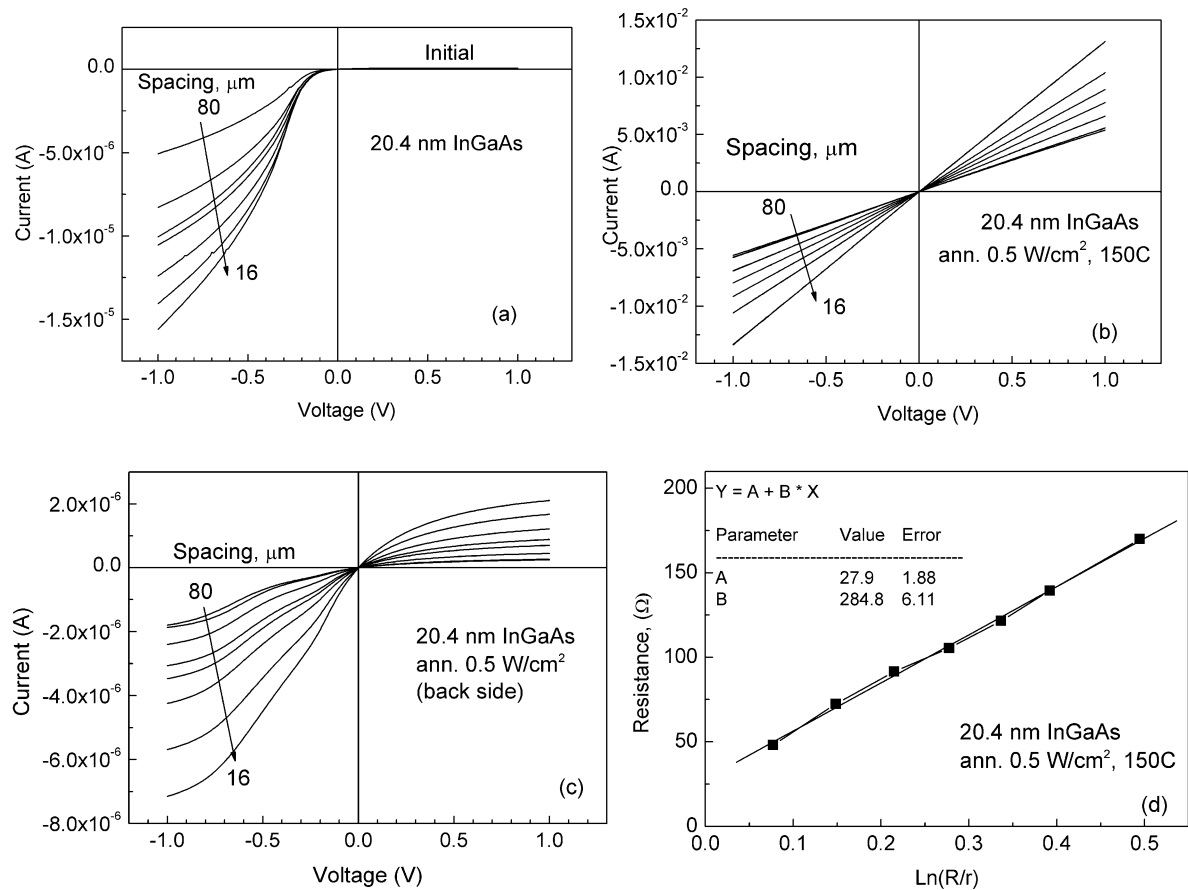 Initial
0.0
Spacing, μm
80
-5.0x10⁻⁶
20.4 nm InGaAs
-1.0x10⁻⁵
16
-1.5x10⁻⁵
(a)
-1.0 -0.5 0.0 0.5 1.0
Voltage (V)
Current (A)
1.5x10⁻²
1.0x10⁻²
5.0x10⁻³
Spacing, μm
0.0
80
20.4 nm InGaAs
-5.0x10⁻³
ann. 0.5 W/cm², 150C
-1.0x10⁻²
16
(b)
-1.5x10⁻²
-1.0 -0.5 0.0 0.5 1.0
Voltage (V)
Current (A)
2.0x10⁻⁶
Spacing, μm
0.0
80
-2.0x10⁻⁶
20.4 nm InGaAs
ann. 0.5 W/cm²
(back side)
-4.0x10⁻⁶
-6.0x10⁻⁶
16
(c)
-8.0x10⁻⁶
-1.0 -0.5 0.0 0.5 1.0
Voltage (V)
Current (A)
200
Y = A + B * X
Parameter Value Error
------------------------------------------------
A 27.9 1.88
B 284.8 6.11
150
100
50
20.4 nm InGaAs
ann. 0.5 W/cm², 150C
(d)
0
0.0 0.1 0.2 0.3 0.4 0.5
Ln(R/r)
Resistance, (Ω)